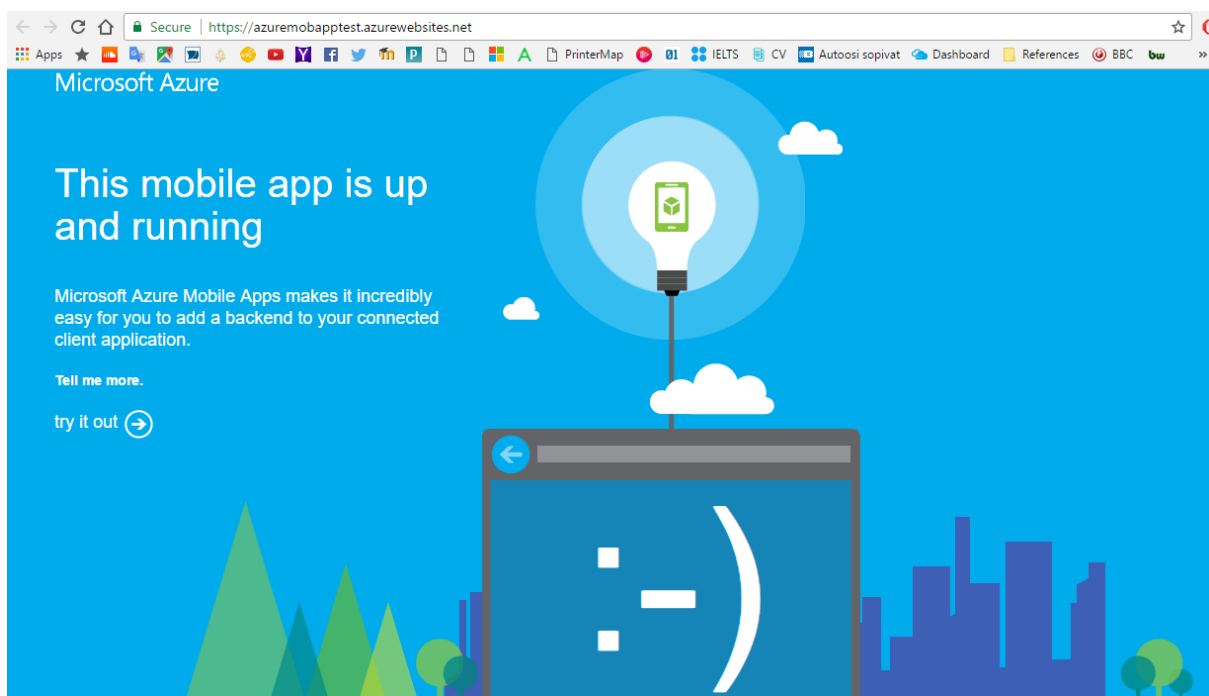 Secure | https://azuremobapptest.azurewebsites.net
Apps PrinterMap 01 IELTS CV Autoosi sopivat Dashboard References BBC bw »
Microsoft Azure
This mobile app is up
and running
Microsoft Azure Mobile Apps makes it incredibly
easy for you to add a backend to your connected
client application.
Tell me more.
try it out
:-)